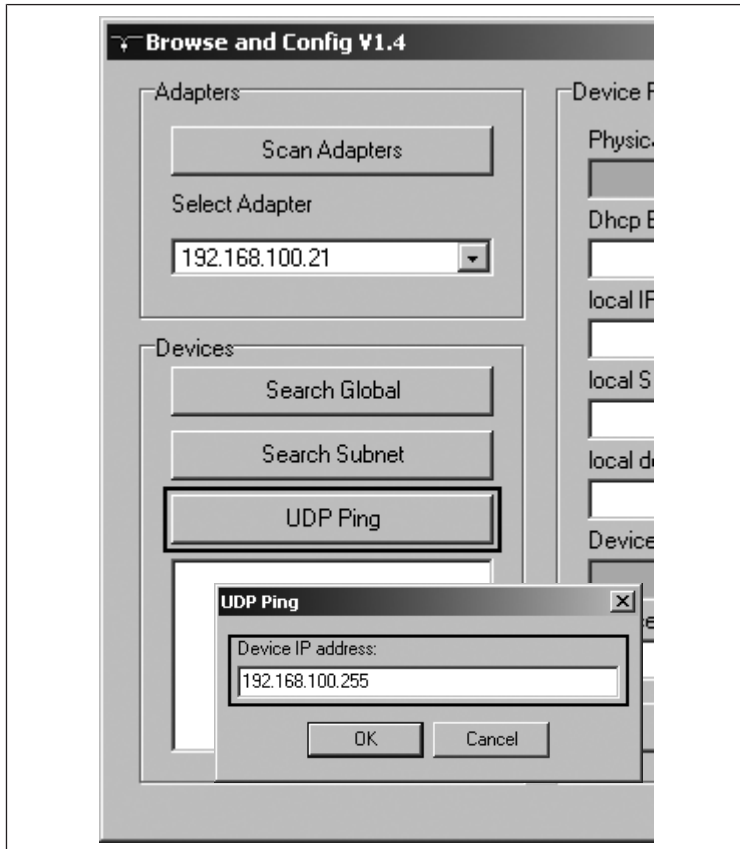 Browse and Config V1.4
Adapters
Scan Adapters
Select Adapter
192.168.100.21
Devices
Search Global
Search Subnet
UDP Ping
Device
Dhcp
local
local S
local
Device
UDP Ping
Device IP address:
192.168.100.255
OK
Cancel